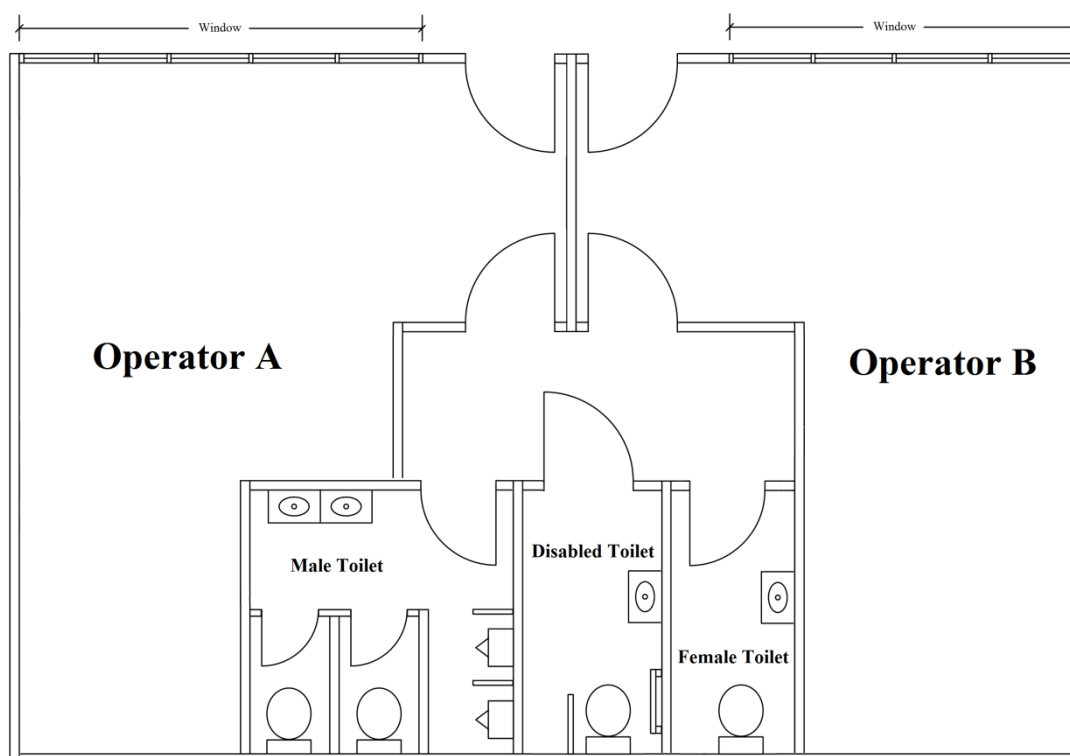 Window
Window
Operator A
Operator B
Male Toilet
Disabled Toilet
Female Toilet